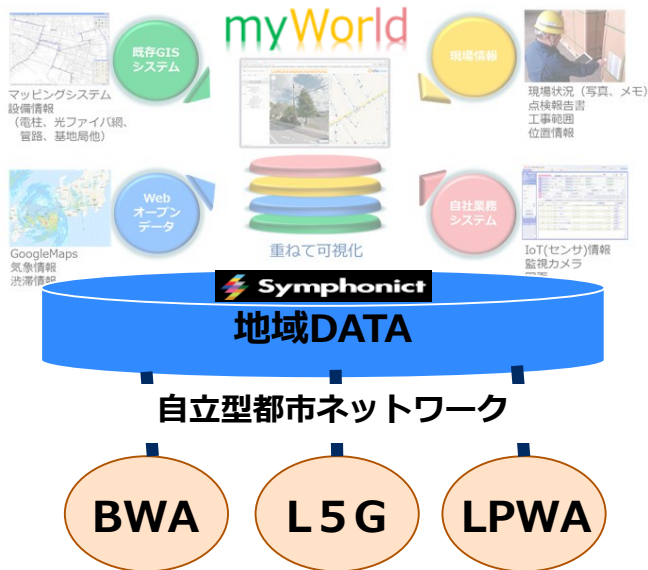 myWorld
既存GIS
システム
マッピングシステム
設備情報
（電柱、光ファイバ網、
管路、基地局他）
現場情報
現場状況（写真、メモ）
点検報告書
工事範囲
位置情報
Web
オープン
データ
GoogleMaps
気象情報
渋滞情報
重ねて可視化
自社業務
システム
IoT(センサ)情報
監視カメラ
Symphonict
地域DATA
自立型都市ネットワーク
BWA
L５G
LPWA